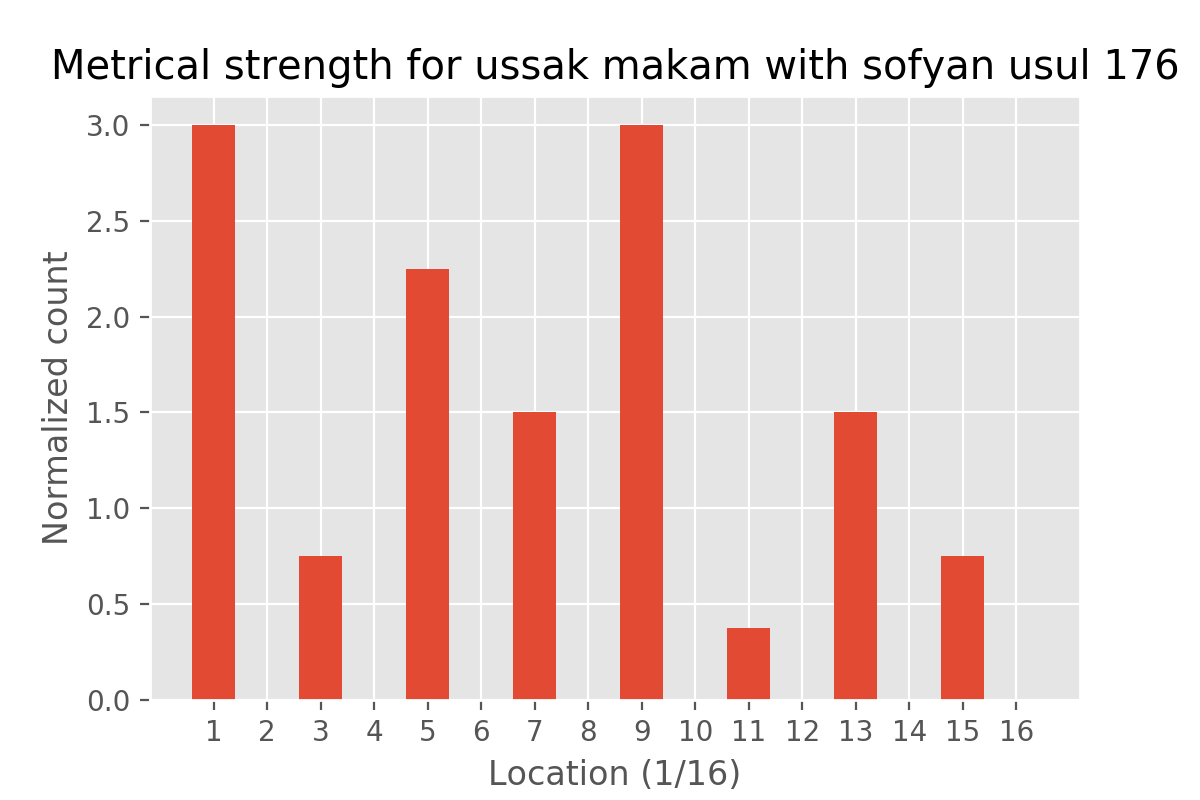 Metrical strength for ussak makam with sofyan usul 176
3.0
2.5
2.0
1.5
1.0
0.5
0.0
Normalized count
1 2 3 4 5 6 7 8 9 10 11 12 13 14 15 16
Location (1/16)